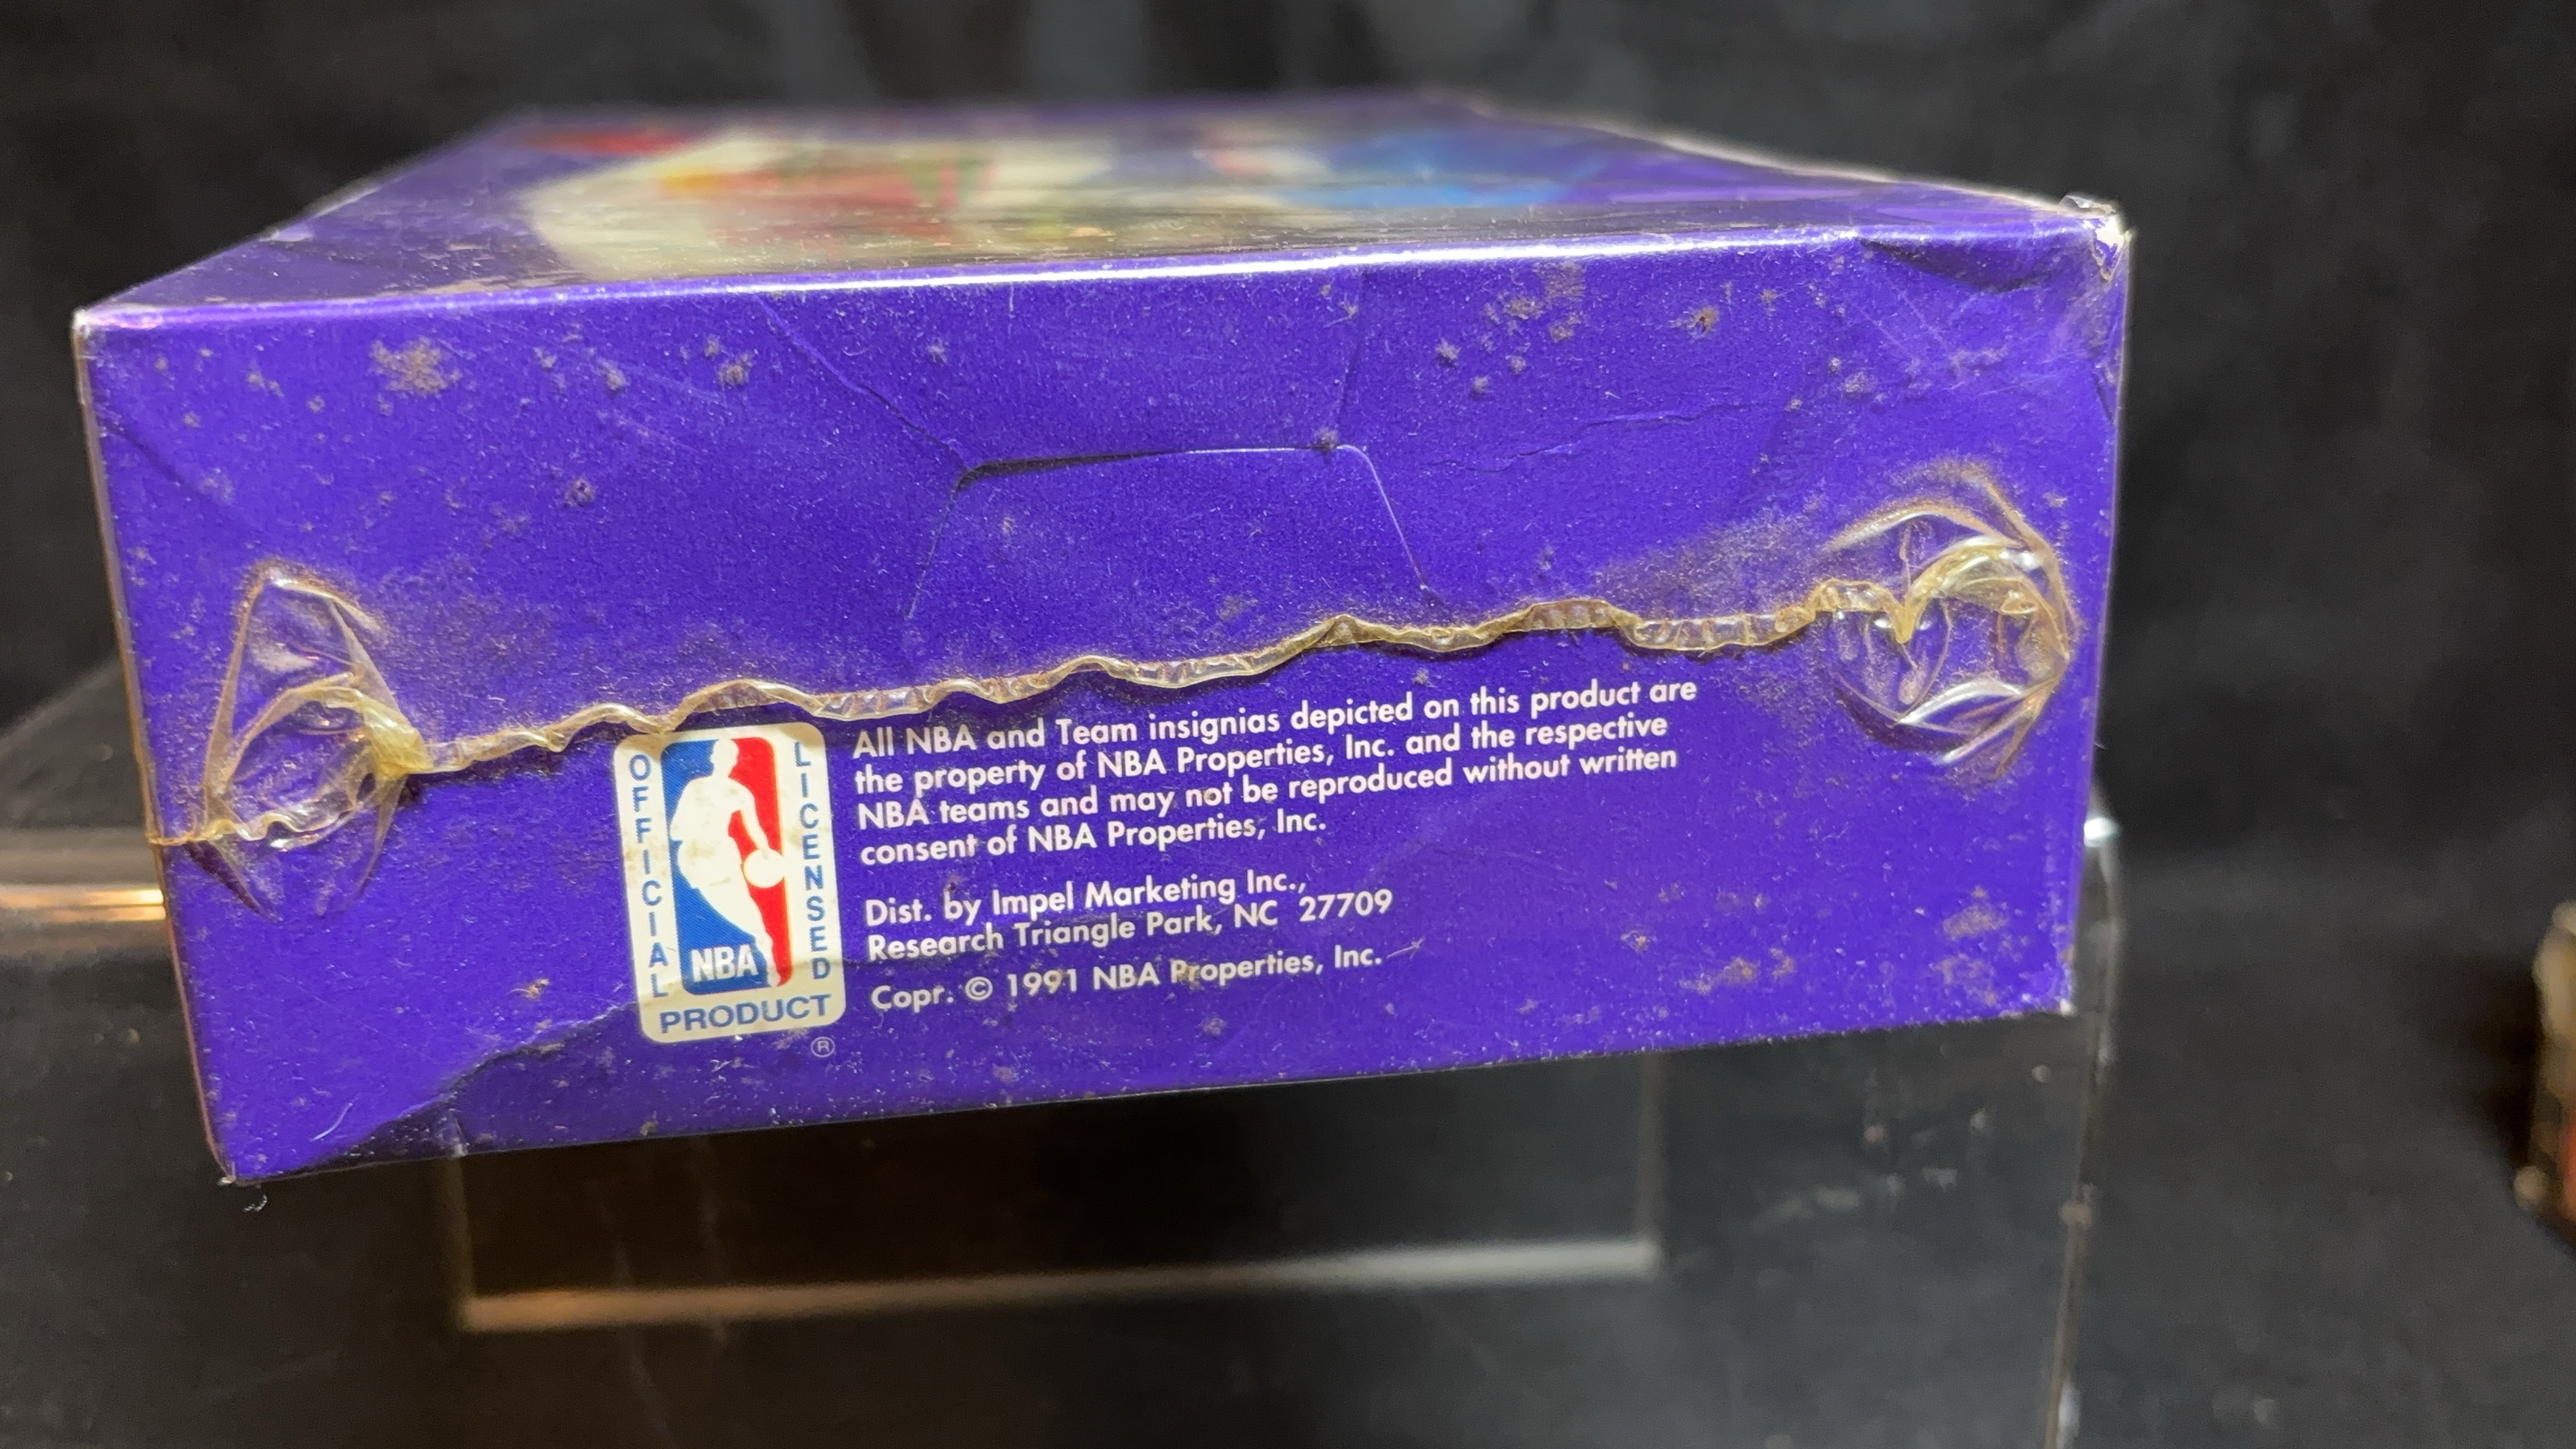 OFFICIAL
LICENSED
NBA
PRODUCT
®
All NBA and Team insignias depicted on this product are
the property of NBA Properties, Inc. and the respective
NBA teams and may not be reproduced without written
consent of NBA Properties, Inc.
Dist. by Impel Marketing Inc.,
Research Triangle Park, NC 27709
Copr. © 1991 NBA Properties, Inc.